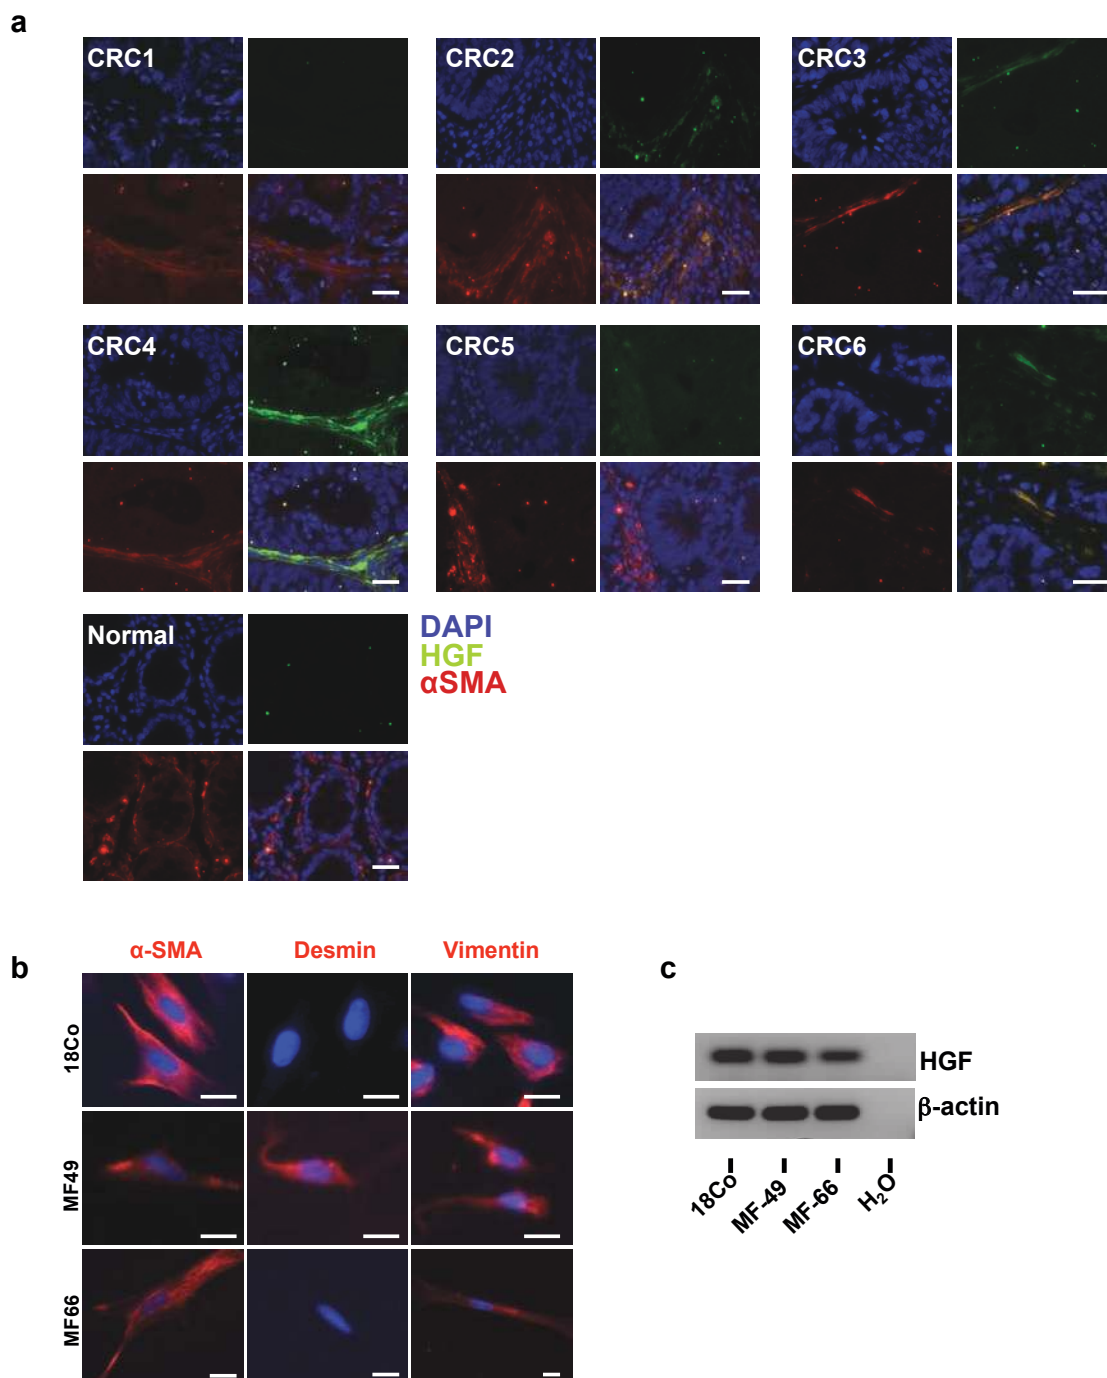 a
CRC1
CRC2
CRC3
CRC4
CRC5
CRC6
Normal
DAPI
HGF
αSMA
b
α-SMA
Desmin
Vimentin
18Co
MF49
MF66
c
HGF
β-actin
18Co
MF-49
MF-66
H₂O